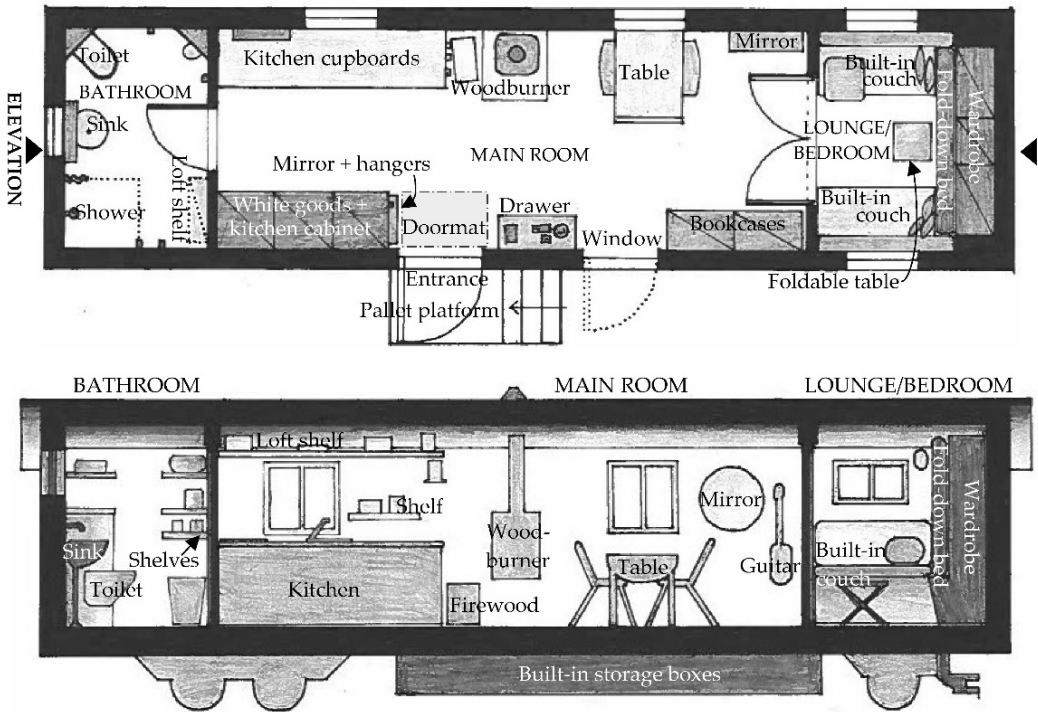 Toilet
Kitchen cupboards
Mirror
Built-in
couch
BATHROOM
Woodburner
Table
Fold-down bed
Wardrobe
ELEVATION
Sink
LOUNGE/
BEDROOM
Mirror + hangers
MAIN ROOM
Loft shelf
Shower
White goods +
kitchen cabinet
Doormat
Drawer
Window
Bookcases
Built-in
couch
Entrance
Foldable table
Pallet platform
BATHROOM
MAIN ROOM
LOUNGE/BEDROOM
Loft shelf
Shelf
Mirror
Fold-down bed
Wardrobe
Sink
Shelves
Toilet
Kitchen
Wood-
burner
Firewood
Table
Guitar
Built-in
couch
Built-in storage boxes